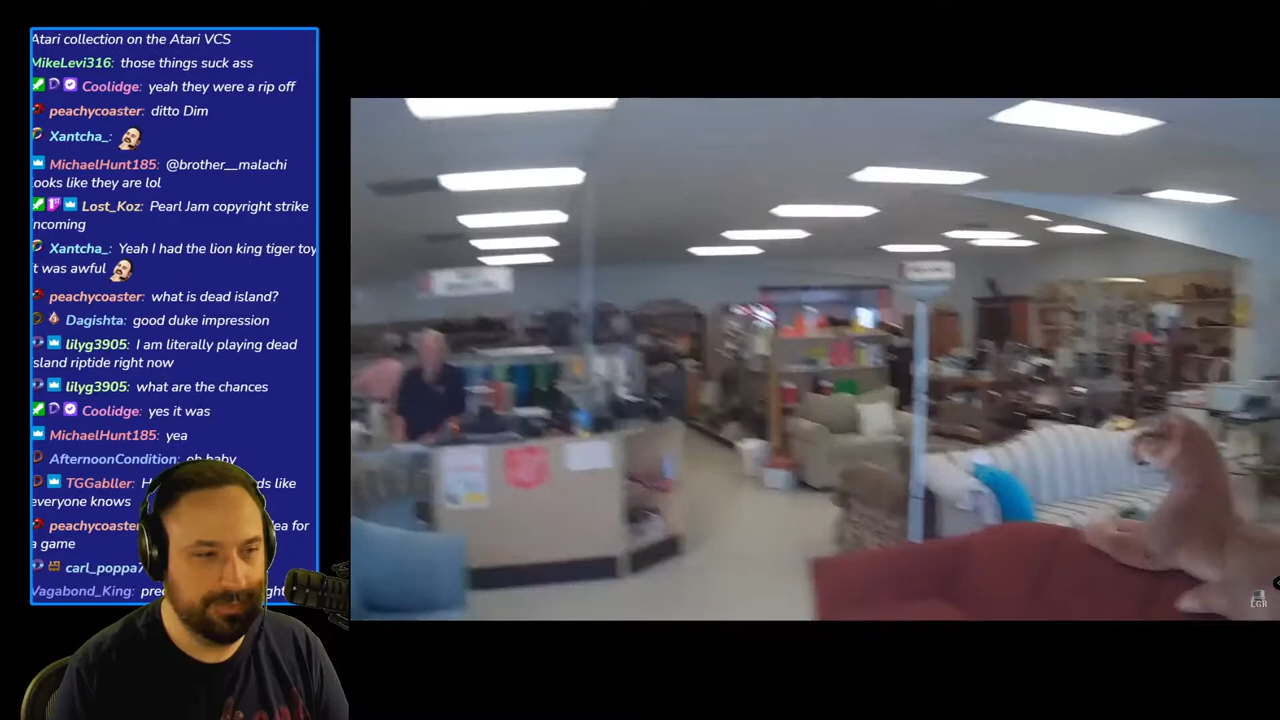 Atari collection on the Atari VCS
MikeLevi316: those things suck ass
Coolidge: yeah they were a rip off
peachycoaster: ditto Dim
Xantcha_:
MichaelHunt185: @brother__malachi
ooks like they are lol
Lost_Koz: Pearl Jam copyright strike
ncoming
Xantcha_: Yeah I had the lion king tiger toy
t was awful
peachycoaster: what is dead island?
Dagishta: good duke impression
lilyg3905: I am literally playing dead
sland riptide right now
lilyg3905: what are the chances
Coolidge: yes it was
MichaelHunt185: yea
AfternoonCondition: oh baby
TGGabller: ds like
everyone knows
peachycoaster for
a game
carl_poppa
Vagabond_King:
LGR